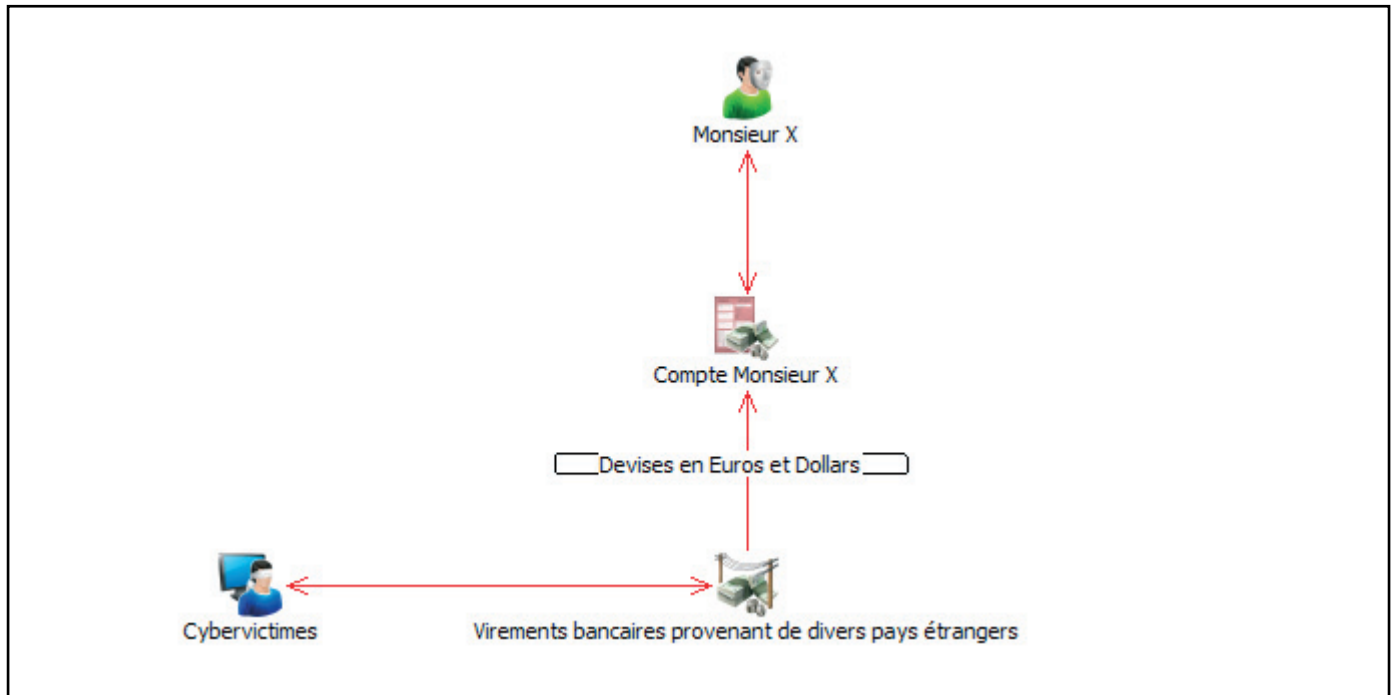 Monsieur X
Compte Monsieur X
Devises en Euros et Dollars
Cybervictimes
Virements bancaires provenant de divers pays étrangers